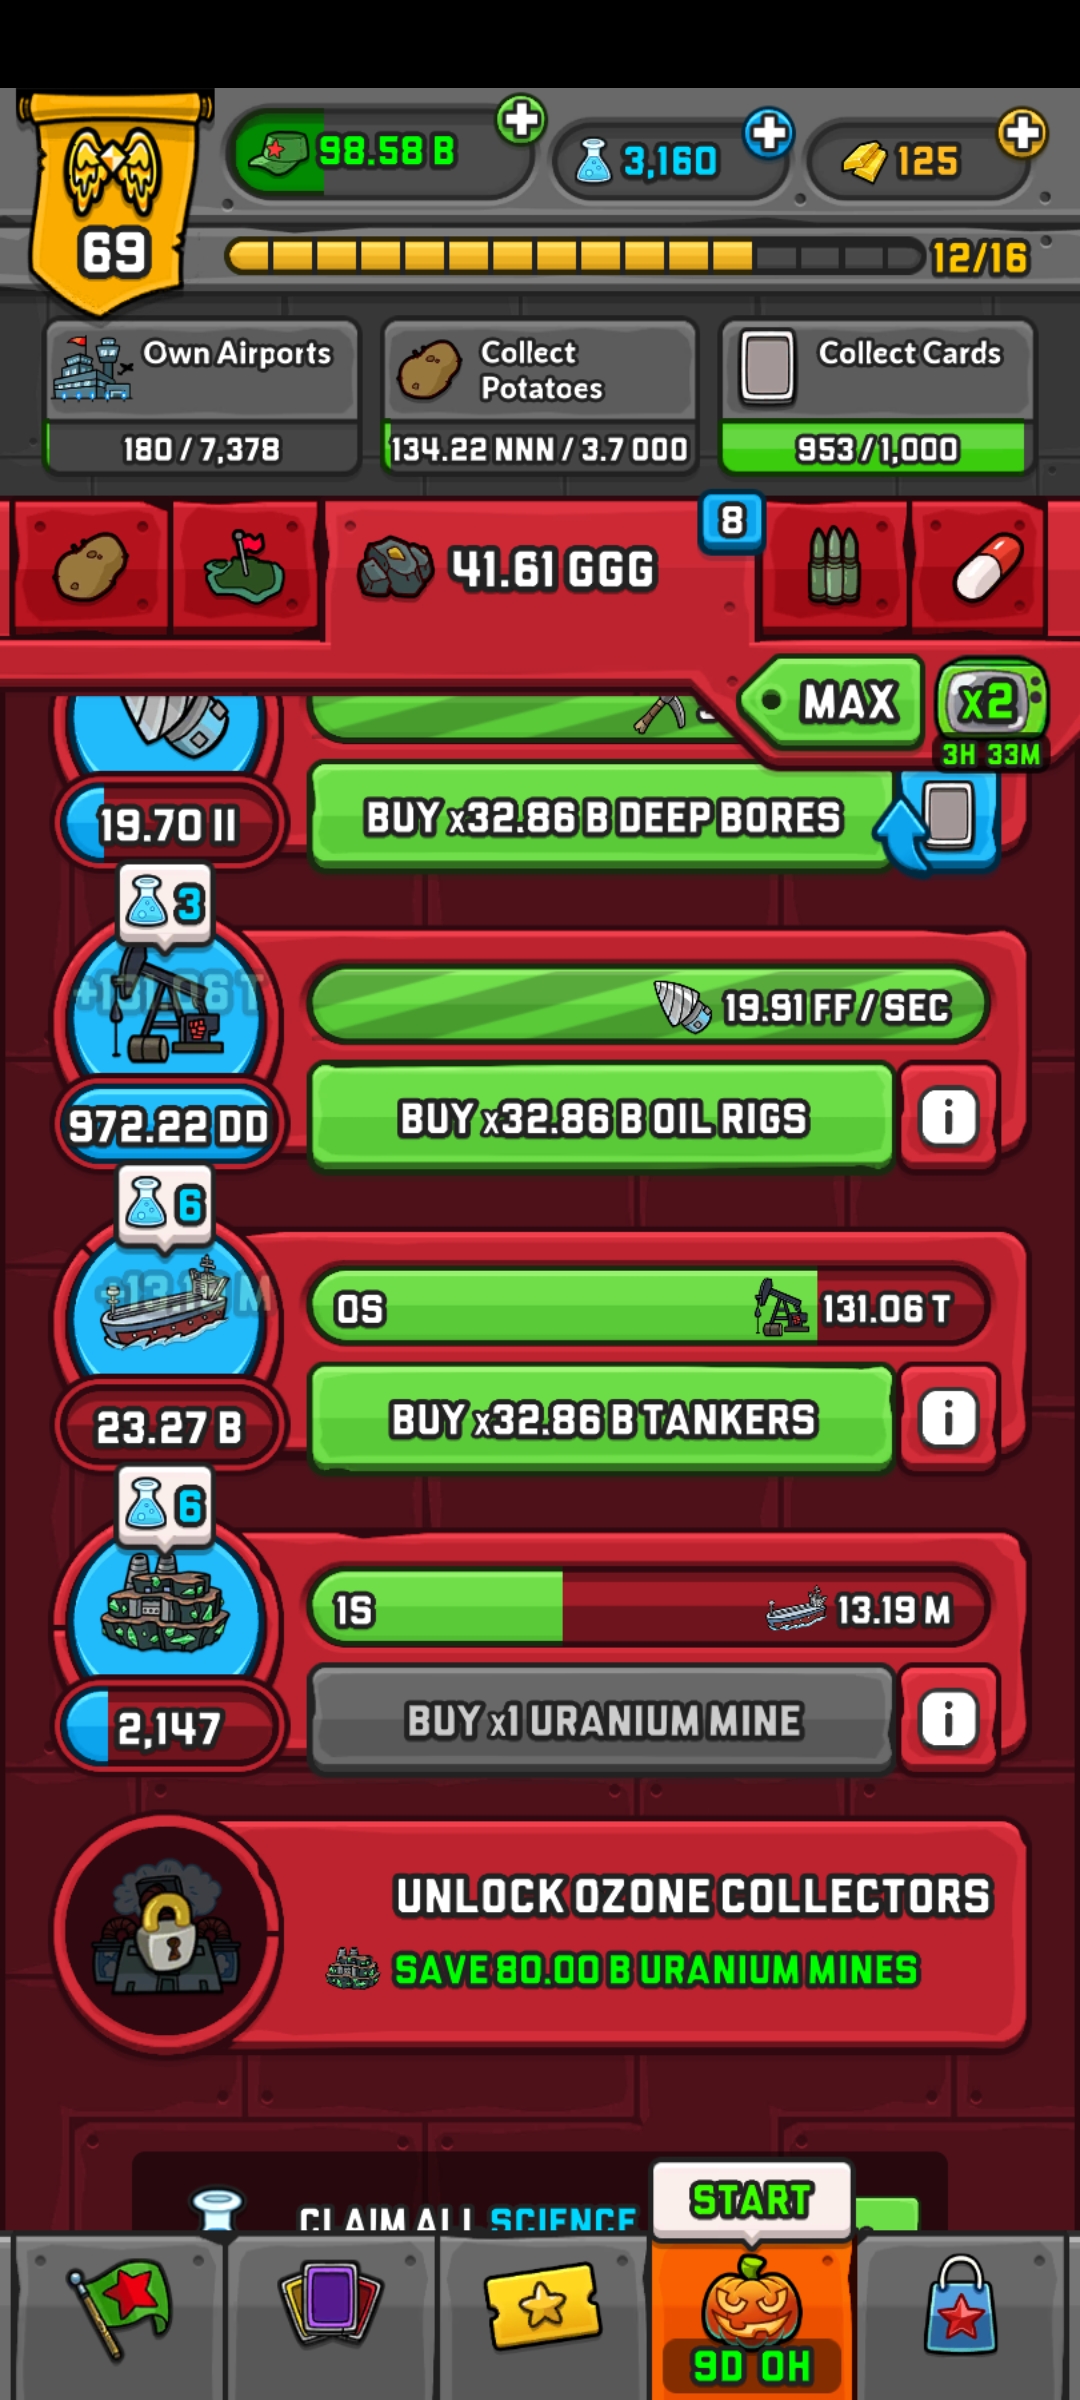 69
98.58 B
3,160
125
12/16
Own Airports
180 / 7,378
Collect
Potatoes
134.22 NNN / 3.7 OOO
Collect Cards
953 / 1,000
41.61 GGG
8
MAX
x2
3H 33M
19.70 II
BUY x32.86 B DEEP BORES
3
19.91 FF / SEC
972.22 DD
BUY x32.86 B OIL RIGS
i
6
0S
131.06 T
23.27 B
BUY x32.86 B TANKERS
i
6
1S
13.19 M
2,147
BUY x1 URANIUM MINE
i
UNLOCK OZONE COLLECTORS
SAVE 80.00 B URANIUM MINES
CLAIM ALL SCIENCE
START
9D 0H